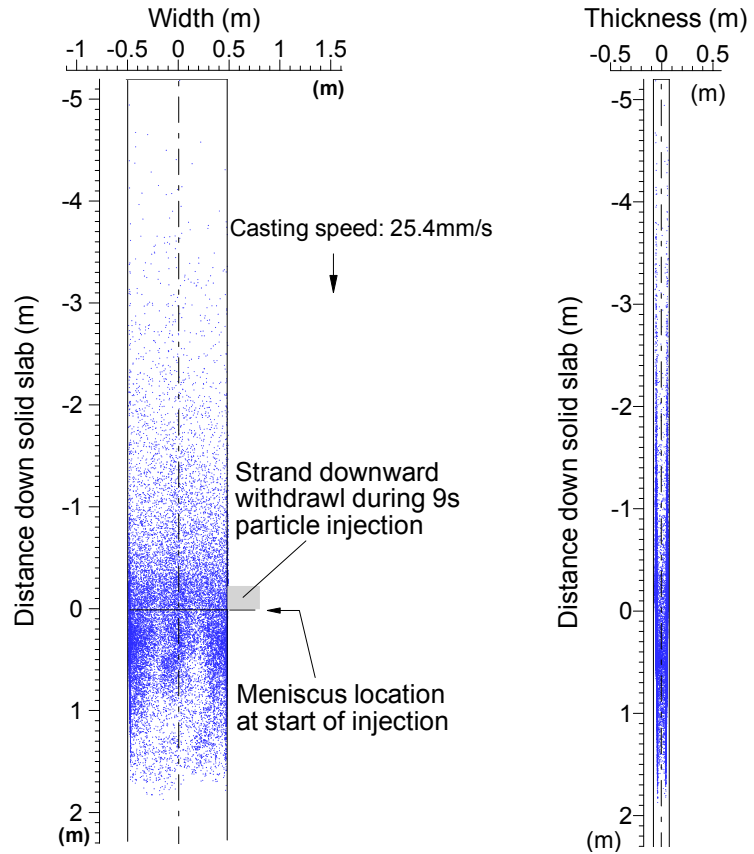 Width (m)
-1 -0.5 0 0.5 1 1.5
(m)
-5
-4
-3
-2
-1
0
1
2
(m)
Distance down solid slab (m)
Casting speed: 25.4mm/s
Strand downward
withdrawl during 9s
particle injection
Meniscus location
at start of injection
Thickness (m)
-0.5 0 0.5
(m)
-5
-4
-3
-2
-1
0
1
2
(m)
Distance down solid slab (m)